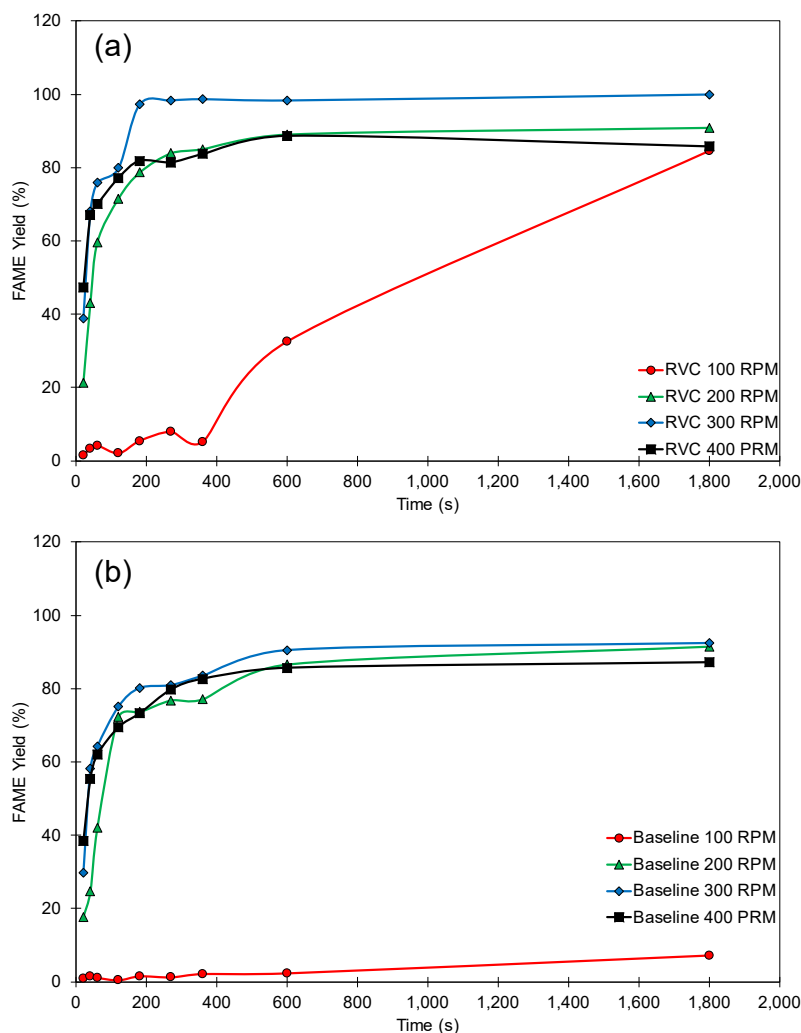 (a)
120
100
80
60
40
20
0
FAME Yield (%)
RVC 100 RPM
RVC 200 RPM
RVC 300 RPM
RVC 400 PRM
0 200 400 600 800 1,000 1,200 1,400 1,600 1,800 2,000
Time (s)
(b)
120
100
80
60
40
20
0
FAME Yield (%)
Baseline 100 RPM
Baseline 200 RPM
Baseline 300 RPM
Baseline 400 PRM
0 200 400 600 800 1,000 1,200 1,400 1,600 1,800 2,000
Time (s)